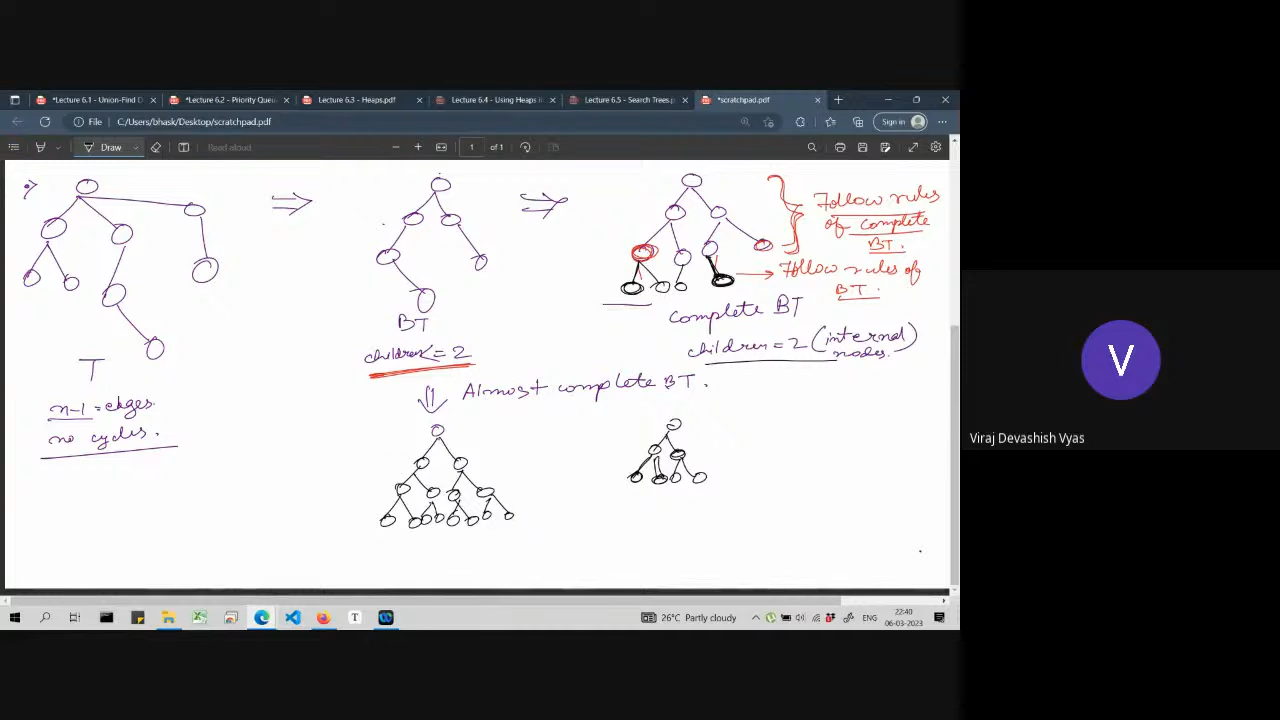 *Lecture 6.1 - Union-Find D
*Lecture 6.2 - Priority Queu
Lecture 6.3 - Heaps.pdf
Lecture 6.4 - Using Heaps i
Lecture 6.5 - Search Trees.p
*scratchpad.pdf
File
C:/Users/bhask/Desktop/scratchpad.pdf
Sign in
Draw
Read aloud
1
of 1
Follow rules
of complete
BT.
Follow rules of
BT.
complete BT
children = 2 (internal
nodes.)
BT
children <= 2
T
n-1 = edges.
no cycles.
Almost complete BT.
V
Viraj Devashish Vyas
26°C Partly cloudy
ENG
22:40
06-03-2023